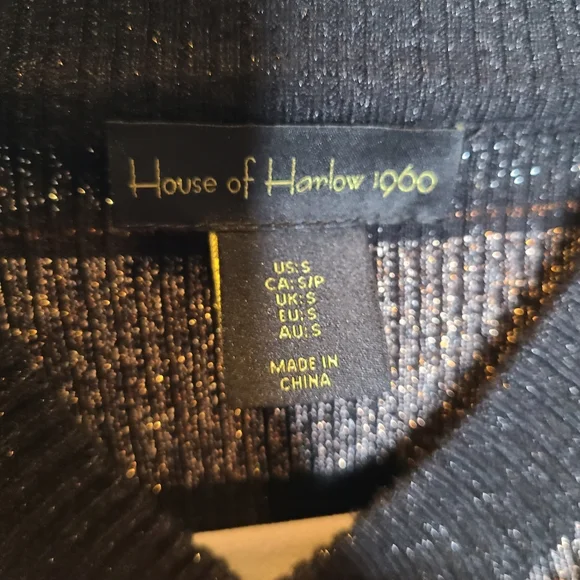 House of Harlow 1960
US: S
CA: S/P
UK: S
EU: S
AU: S
MADE IN
CHINA